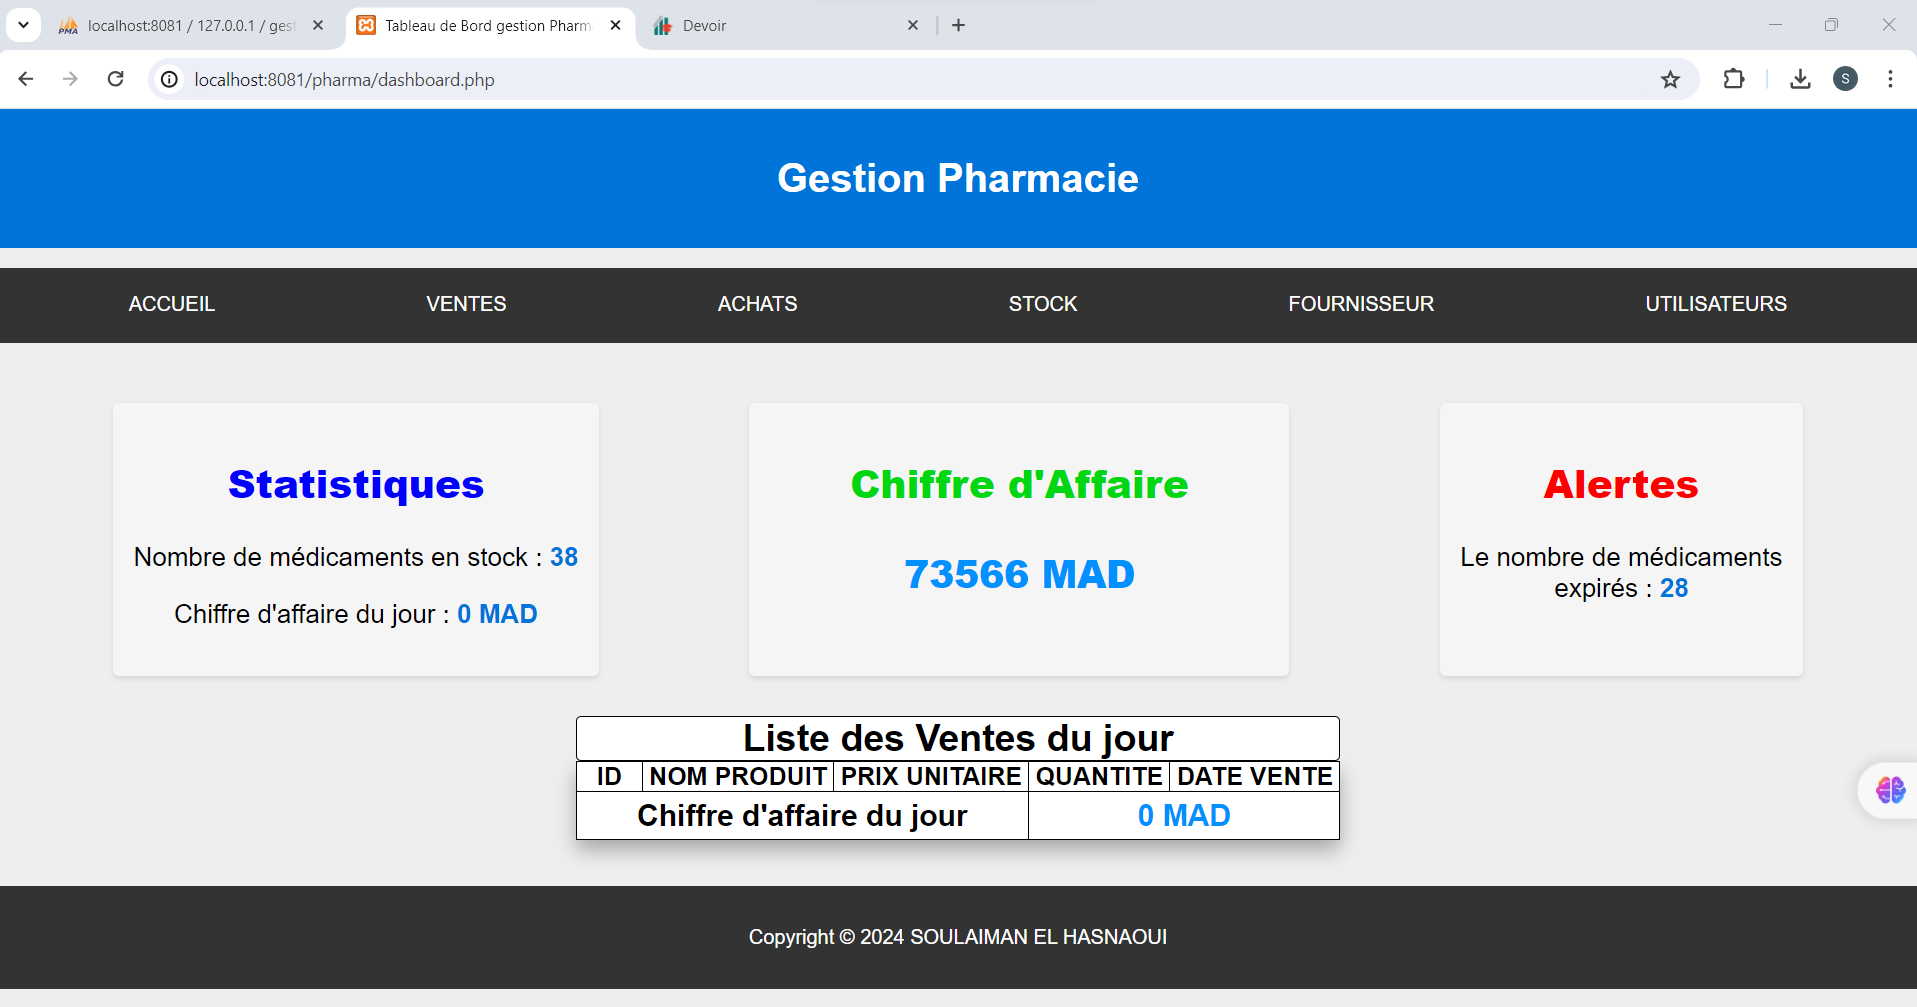 localhost:8081 / 127.0.0.1 / gest
Tableau de Bord gestion Pharm
Devoir
localhost:8081/pharma/dashboard.php
S
Gestion Pharmacie
ACCUEIL VENTES ACHATS STOCK FOURNISSEUR UTILISATEURS
Statistiques
Nombre de médicaments en stock : 38
Chiffre d'affaire du jour : 0 MAD
Chiffre d'Affaire
73566 MAD
Alertes
Le nombre de médicaments
expirés : 28
Liste des Ventes du jour
ID NOM PRODUIT PRIX UNITAIRE QUANTITE DATE VENTE
Chiffre d'affaire du jour 0 MAD
Copyright © 2024 SOULAIMAN EL HASNAOUI